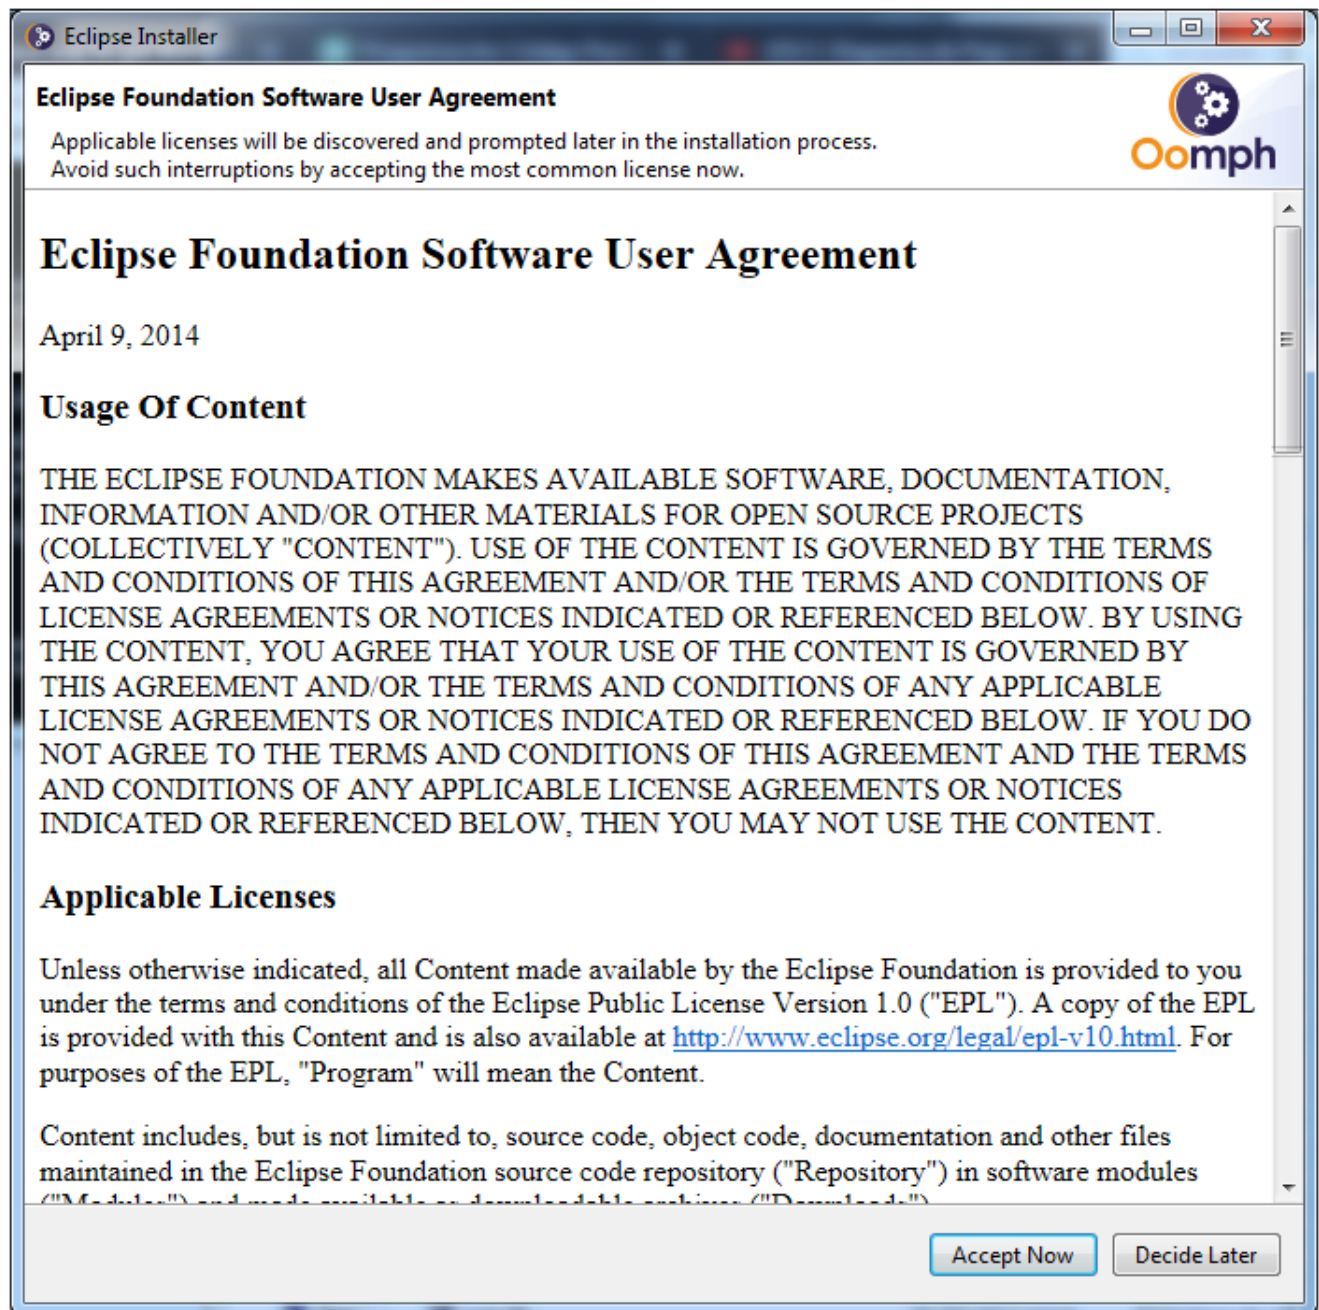 Eclipse Installer
Eclipse Foundation Software User Agreement
Applicable licenses will be discovered and prompted later in the installation process.
Avoid such interruptions by accepting the most common license now.
Oomph
Eclipse Foundation Software User Agreement
April 9, 2014
Usage Of Content
THE ECLIPSE FOUNDATION MAKES AVAILABLE SOFTWARE, DOCUMENTATION,
INFORMATION AND/OR OTHER MATERIALS FOR OPEN SOURCE PROJECTS
(COLLECTIVELY "CONTENT"). USE OF THE CONTENT IS GOVERNED BY THE TERMS
AND CONDITIONS OF THIS AGREEMENT AND/OR THE TERMS AND CONDITIONS OF
LICENSE AGREEMENTS OR NOTICES INDICATED OR REFERENCED BELOW. BY USING
THE CONTENT, YOU AGREE THAT YOUR USE OF THE CONTENT IS GOVERNED BY
THIS AGREEMENT AND/OR THE TERMS AND CONDITIONS OF ANY APPLICABLE
LICENSE AGREEMENTS OR NOTICES INDICATED OR REFERENCED BELOW. IF YOU DO
NOT AGREE TO THE TERMS AND CONDITIONS OF THIS AGREEMENT AND THE TERMS
AND CONDITIONS OF ANY APPLICABLE LICENSE AGREEMENTS OR NOTICES
INDICATED OR REFERENCED BELOW, THEN YOU MAY NOT USE THE CONTENT.
Applicable Licenses
Unless otherwise indicated, all Content made available by the Eclipse Foundation is provided to you
under the terms and conditions of the Eclipse Public License Version 1.0 ("EPL"). A copy of the EPL
is provided with this Content and is also available at http://www.eclipse.org/legal/epl-v10.html. For
purposes of the EPL, "Program" will mean the Content.
Content includes, but is not limited to, source code, object code, documentation and other files
maintained in the Eclipse Foundation source code repository ("Repository") in software modules
("Modules") and made available as downloadable archives ("Downloads").
Accept Now
Decide Later